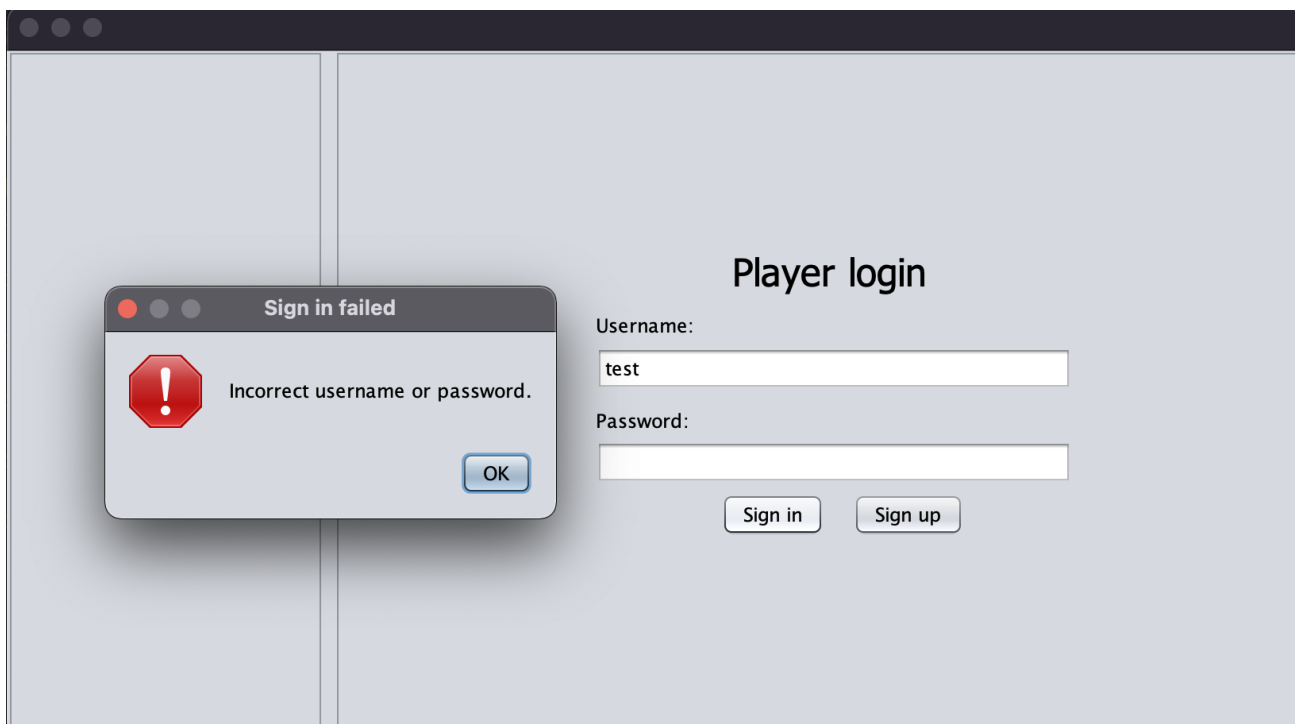 Sign in failed
Incorrect username or password.
OK
Player login
Username:
test
Password:
Sign in
Sign up